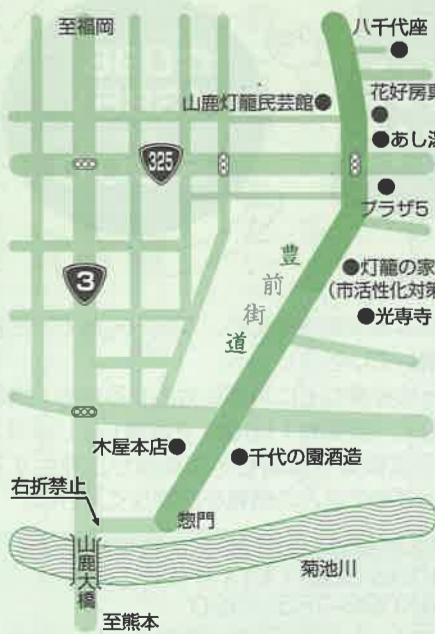 至福岡
八千代座
山鹿灯籠民芸館
花好房
あし湯
325
プラザ5
3
豊前街道
灯籠の家
(市活性化対策
光専寺
木屋本店
千代の園酒造
右折禁止
惣門
山鹿大橋
菊池川
至熊本